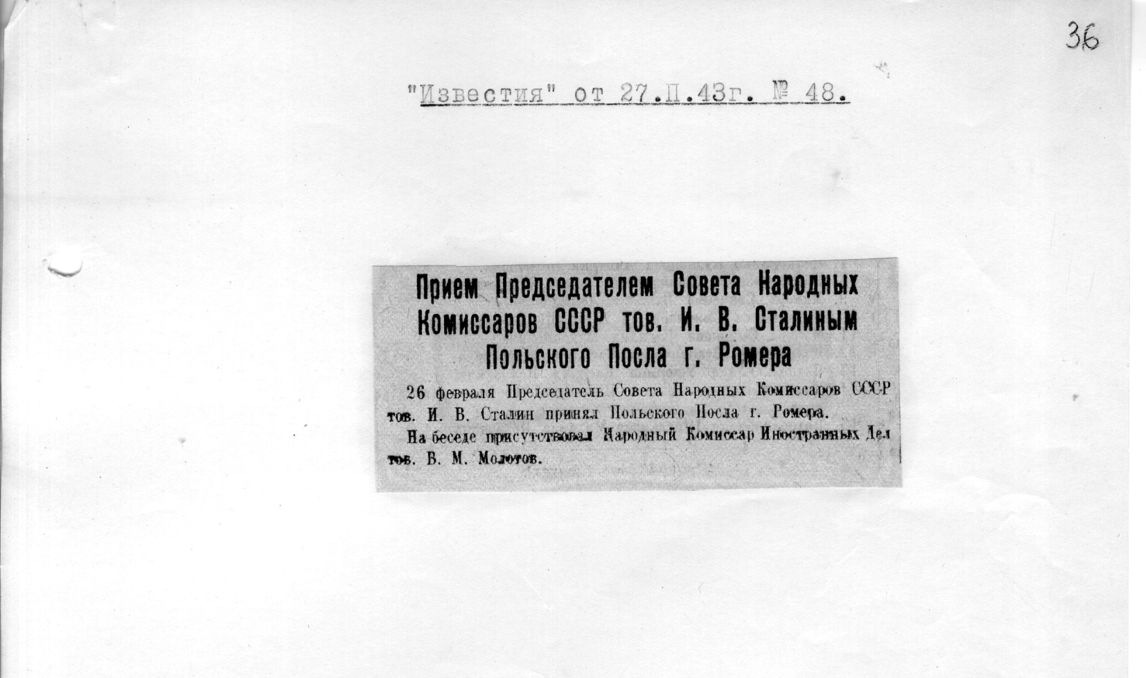 36
"Известия" от 27.П.43г. № 48.
Прием Председателем Совета Народных
Комиссаров СССР тов. И. В. Сталиным
Польского Посла г. Ромера
26 февраля Председатель Совета Народных Комиссаров СССР
тов. И. В. Сталин принял Польского Посла г. Ромера.
На беседе присутствовал Народный Комиссар Иностранных Дел
тов. В. М. Молотов.